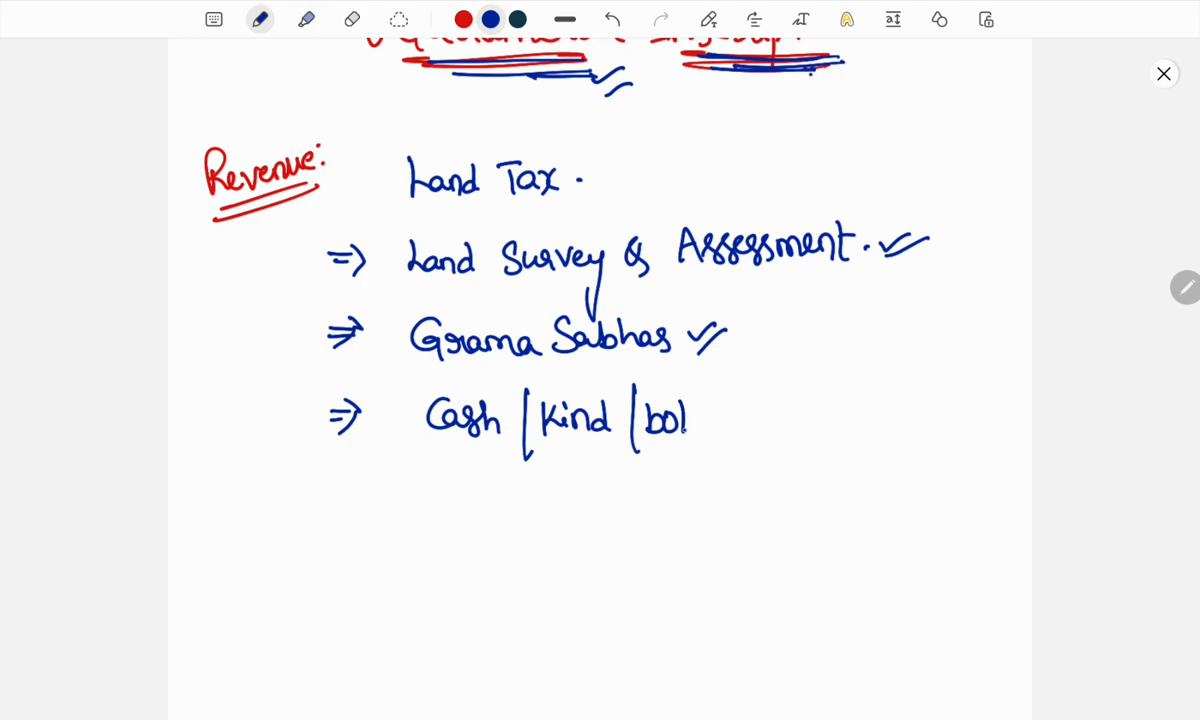 Revenue: Land Tax.
=> Land Survey & Assessment.
=> Grama Sabhas
=> Cash | Kind | bol